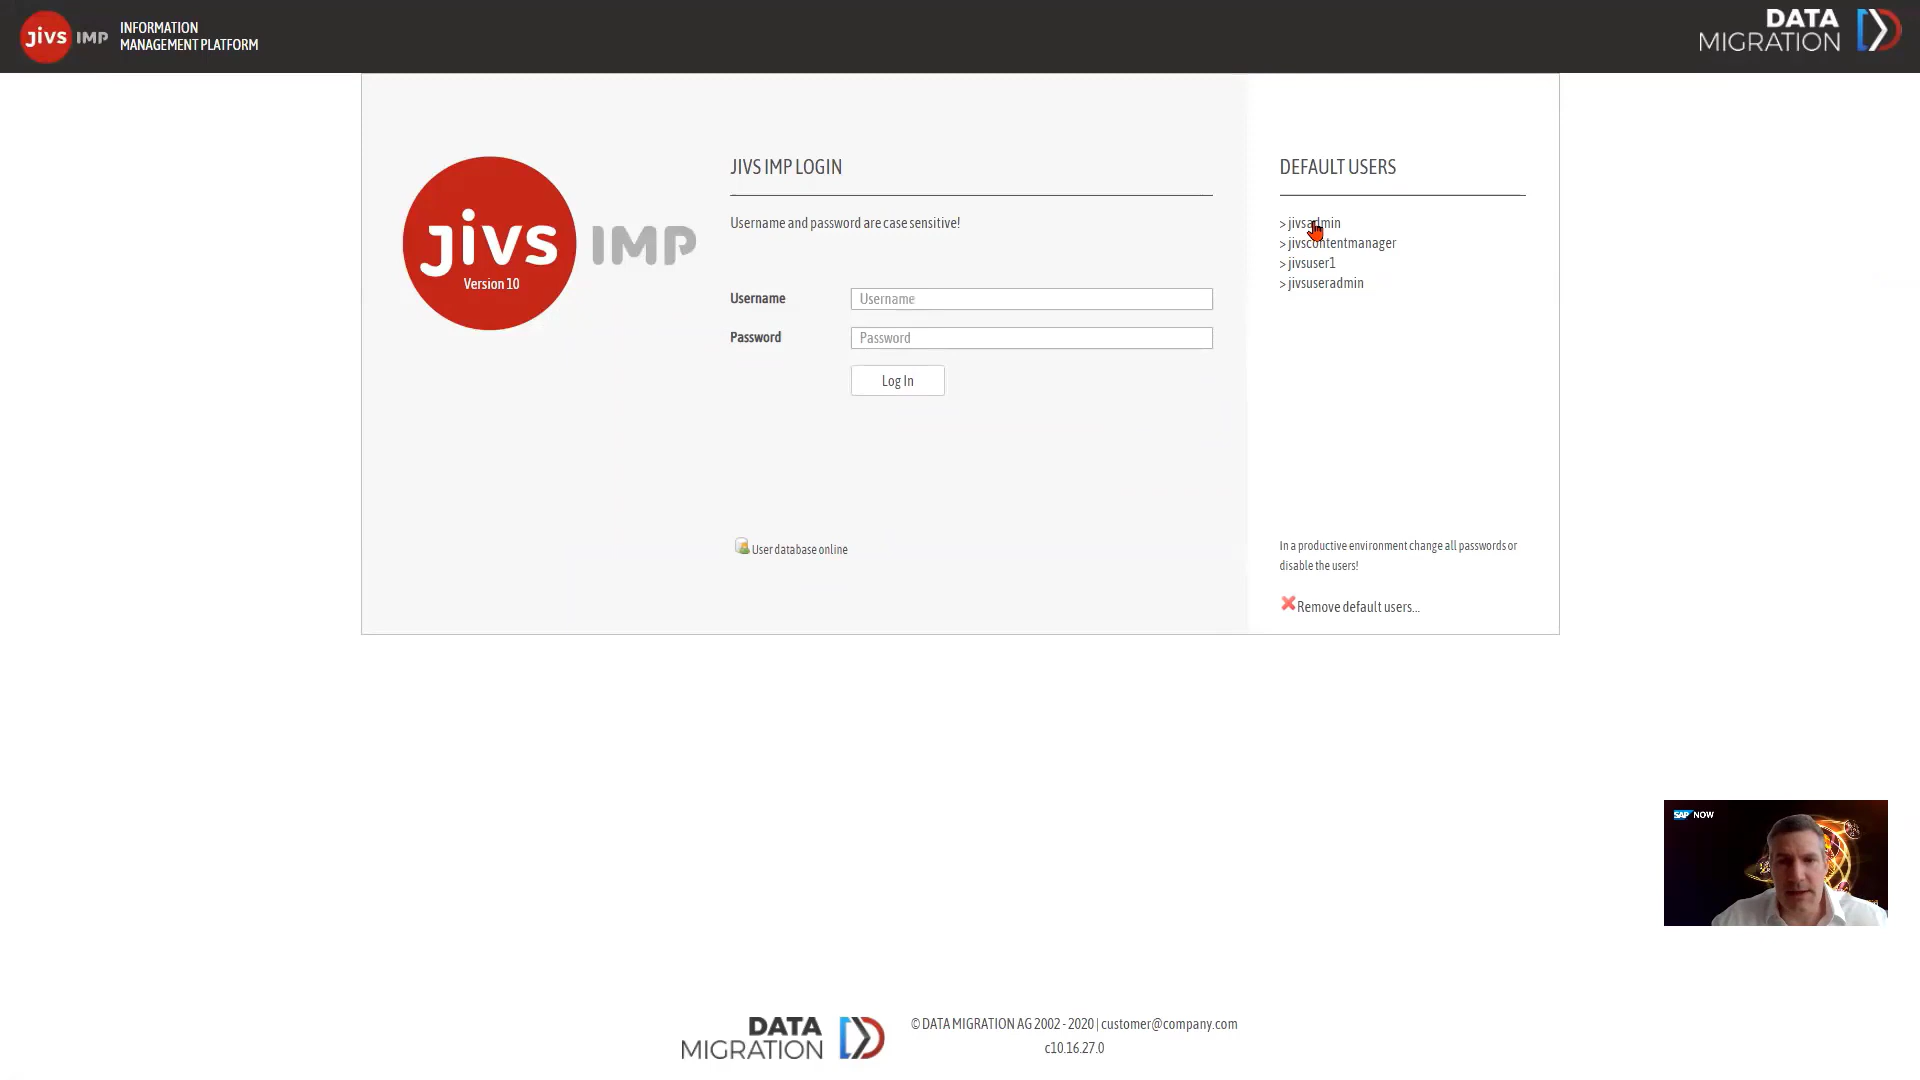 jivs IMP
INFORMATION
MANAGEMENT PLATFORM
DATA
MIGRATION
jivs IMP
Version 10
JIVS IMP LOGIN
Username and password are case sensitive!
Username
Username
Password
Password
Log In
User database online
DEFAULT USERS
> jivsadmin
> jivscontentmanager
> jivsuser1
> jivsuseradmin
In a productive environment change all passwords or
disable the users!
Remove default users...
SAP NOW
DATA
MIGRATION
© DATA MIGRATION AG 2002 - 2020 | customer@company.com
c10.16.27.0